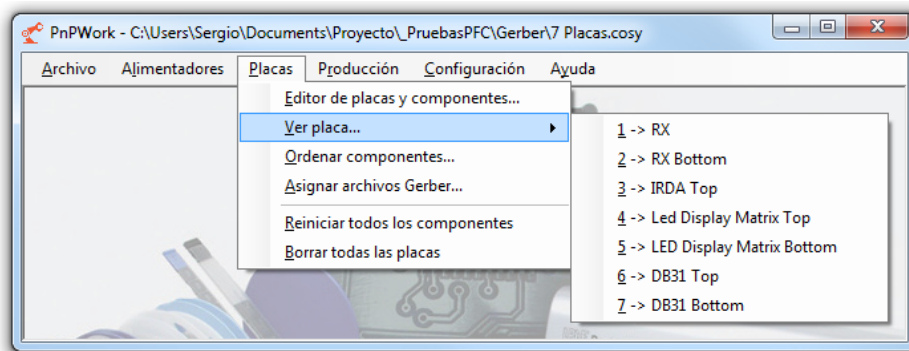 PnPWork - C:\Users\Sergio\Documents\Proyecto\_PruebasPFC\Gerber\7 Placas.cosy
Archivo Alimentadores Placas Producción Configuración Ayuda
Editor de placas y componentes...
Ver placa...
Ordenar componentes...
Asignar archivos Gerber...
Reiniciar todos los componentes
Borrar todas las placas
1 -> RX
2 -> RX Bottom
3 -> IRDA Top
4 -> Led Display Matrix Top
5 -> LED Display Matrix Bottom
6 -> DB31 Top
7 -> DB31 Bottom